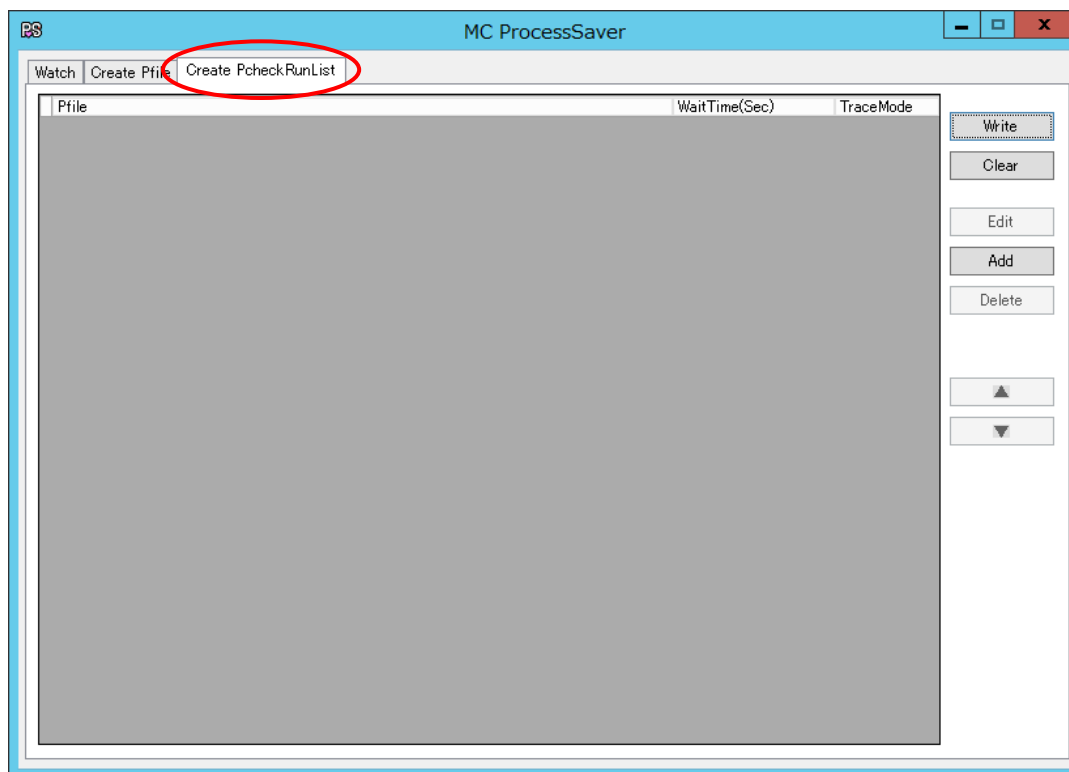 PS MC ProcessSaver
Watch Create Pfile Create PcheckRunList
Pfile WaitTime(Sec) TraceMode
Write
Clear
Edit
Add
Delete